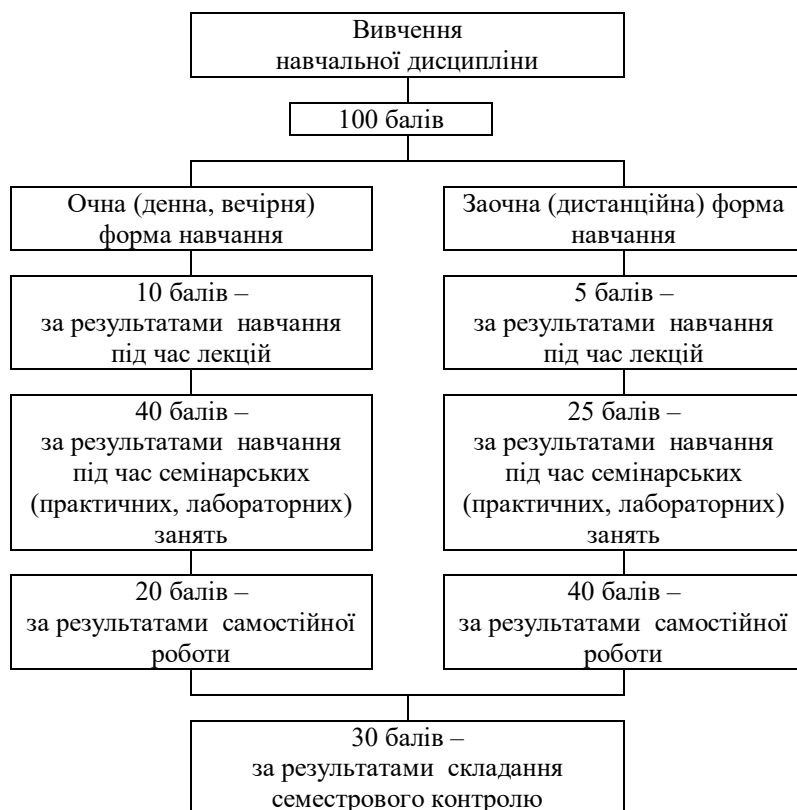 Вивчення
навчальної дисципліни
100 балів
Очна (денна, вечірня)
форма навчання
Заочна (дистанційна) форма
навчання
10 балів –
за результатами навчання
під час лекцій
5 балів –
за результатами навчання
під час лекцій
40 балів –
за результатами навчання
під час семінарських
(практичних, лабораторних)
занять
25 балів –
за результатами навчання
під час семінарських
(практичних, лабораторних)
занять
20 балів –
за результатами самостійної
роботи
40 балів –
за результатами самостійної
роботи
30 балів –
за результатами складання
семестрового контролю